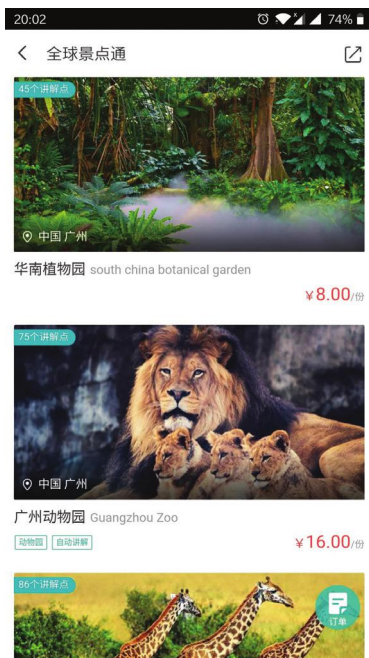 20:02
74%
全球景点通
45个讲解点
中国 广州
华南植物园 south china botanical garden
¥8.00/份
75个讲解点
中国 广州
广州动物园 Guangzhou Zoo
动物园 自动讲解
¥16.00/份
86个讲解点
订单